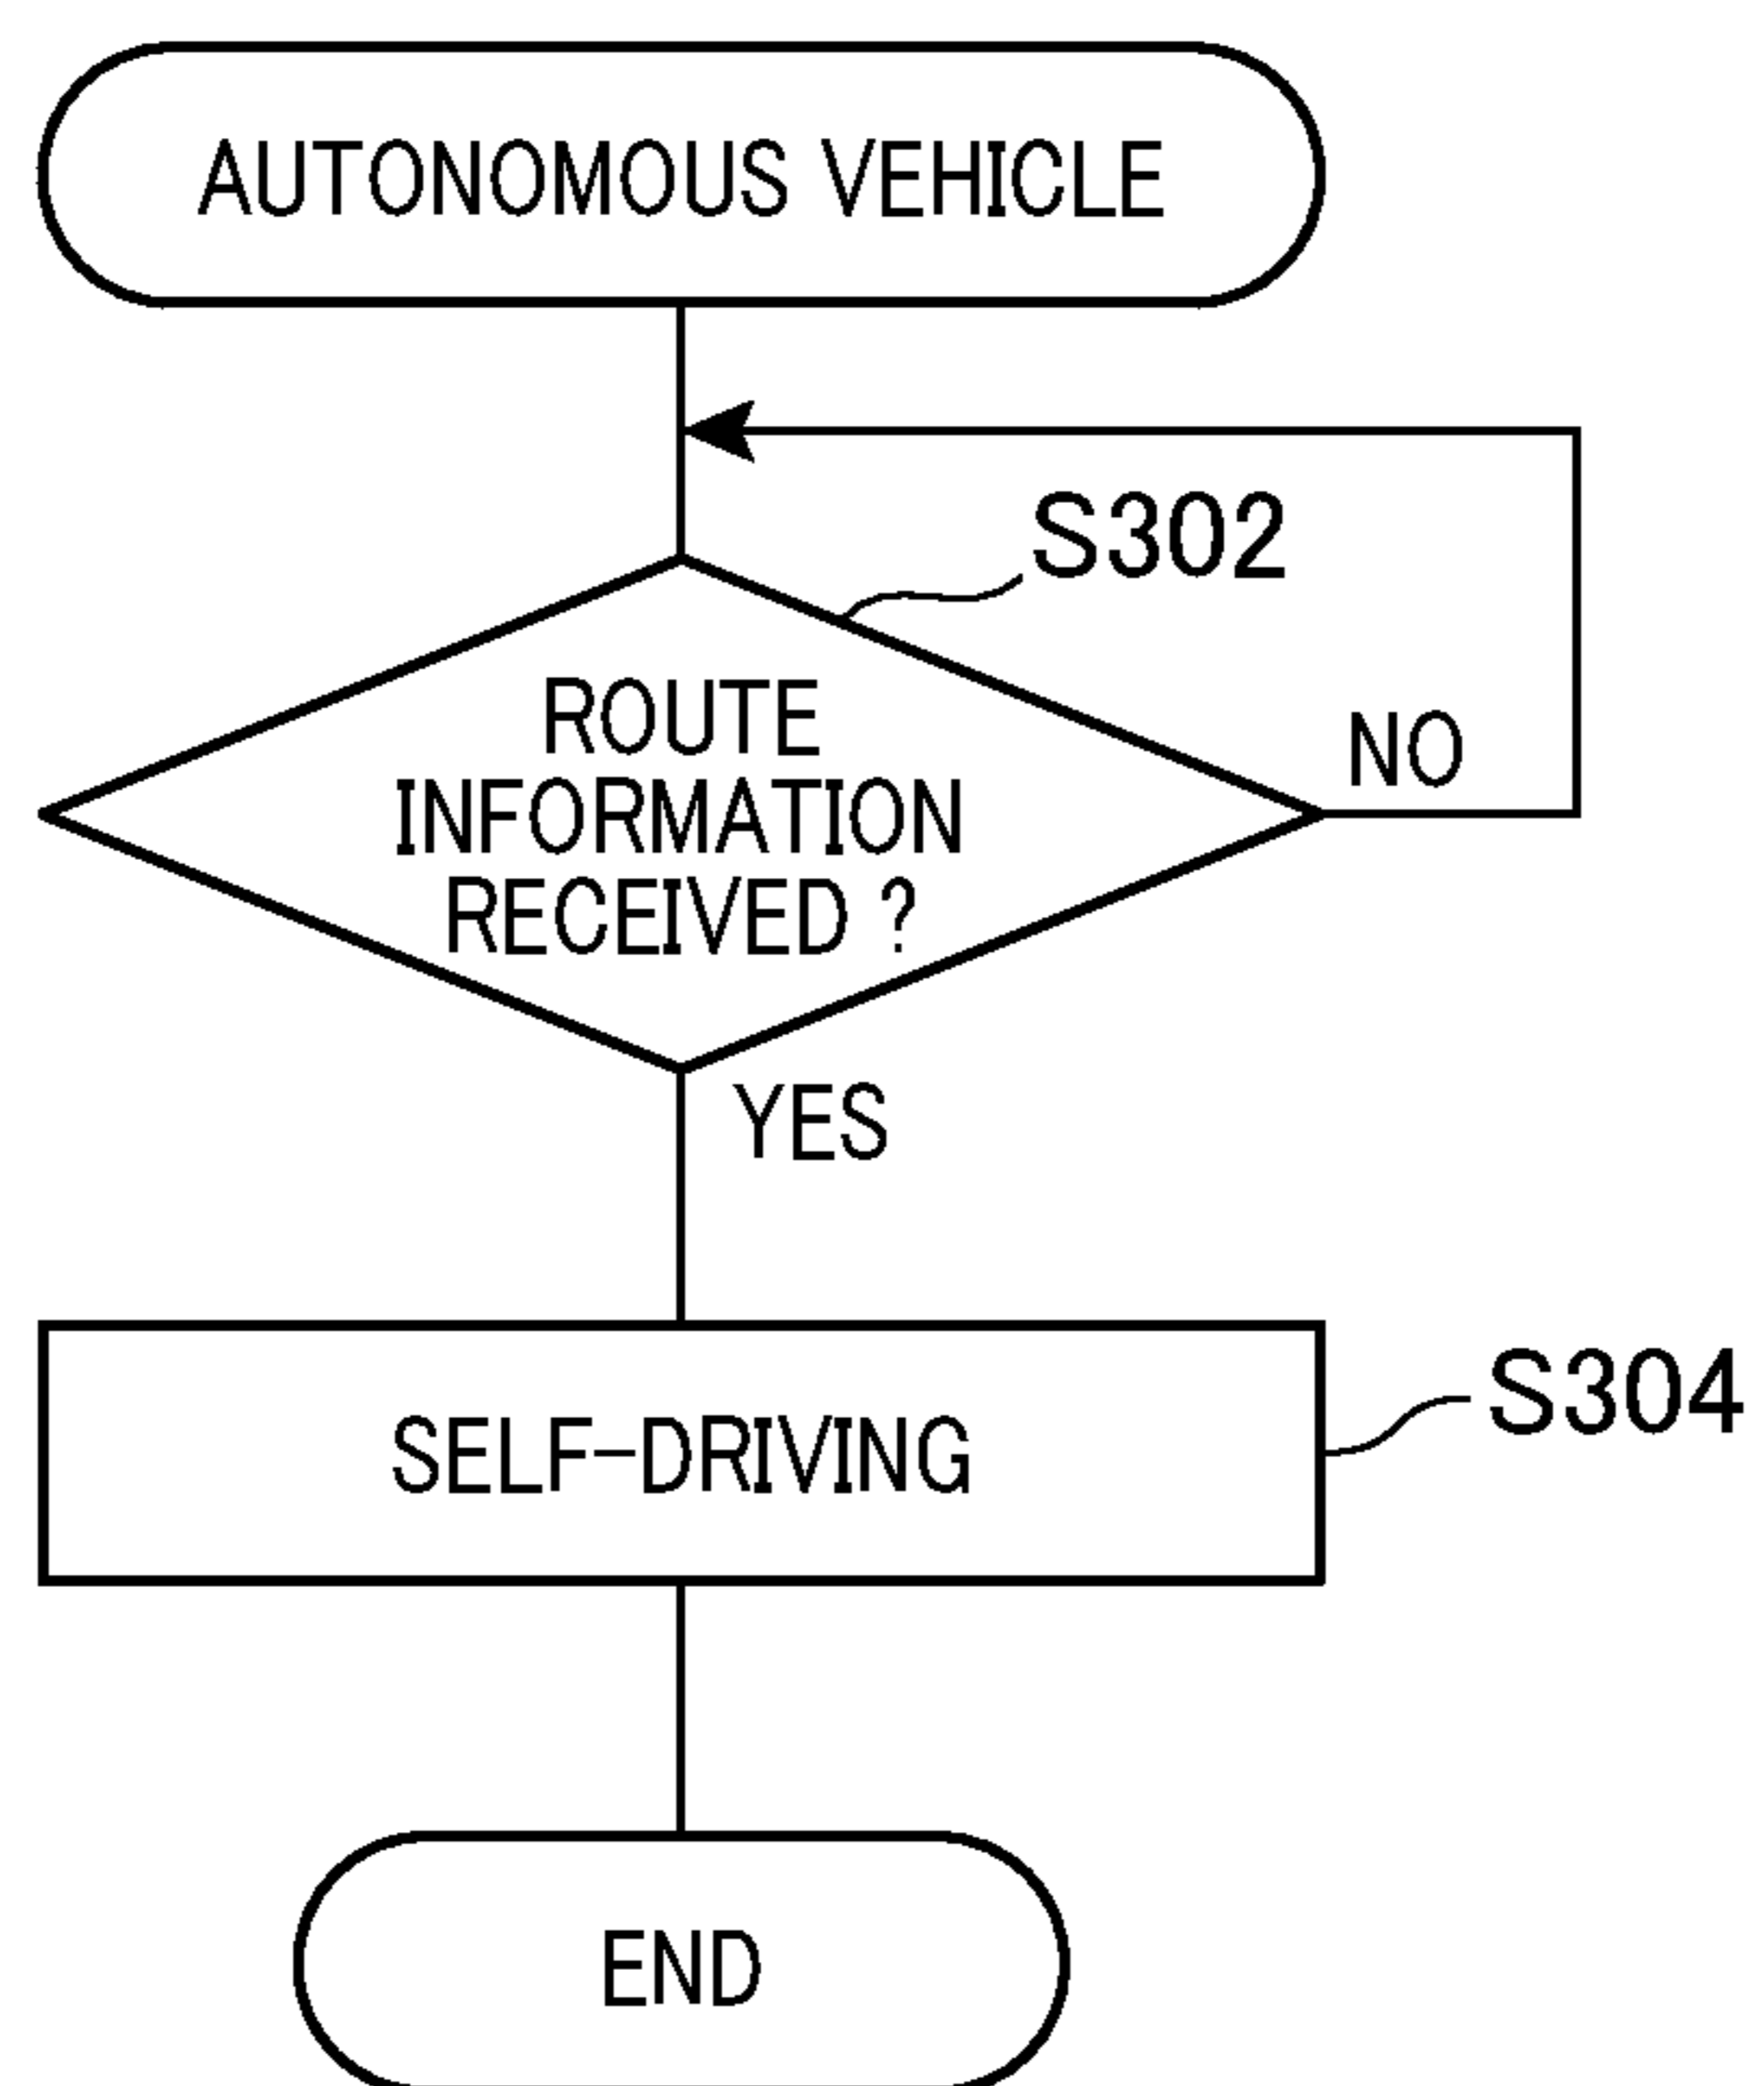 AUTONOMOUS VEHICLE
S302
ROUTE
INFORMATION
RECEIVED ?
NO
YES
SELF-DRIVING
S304
END